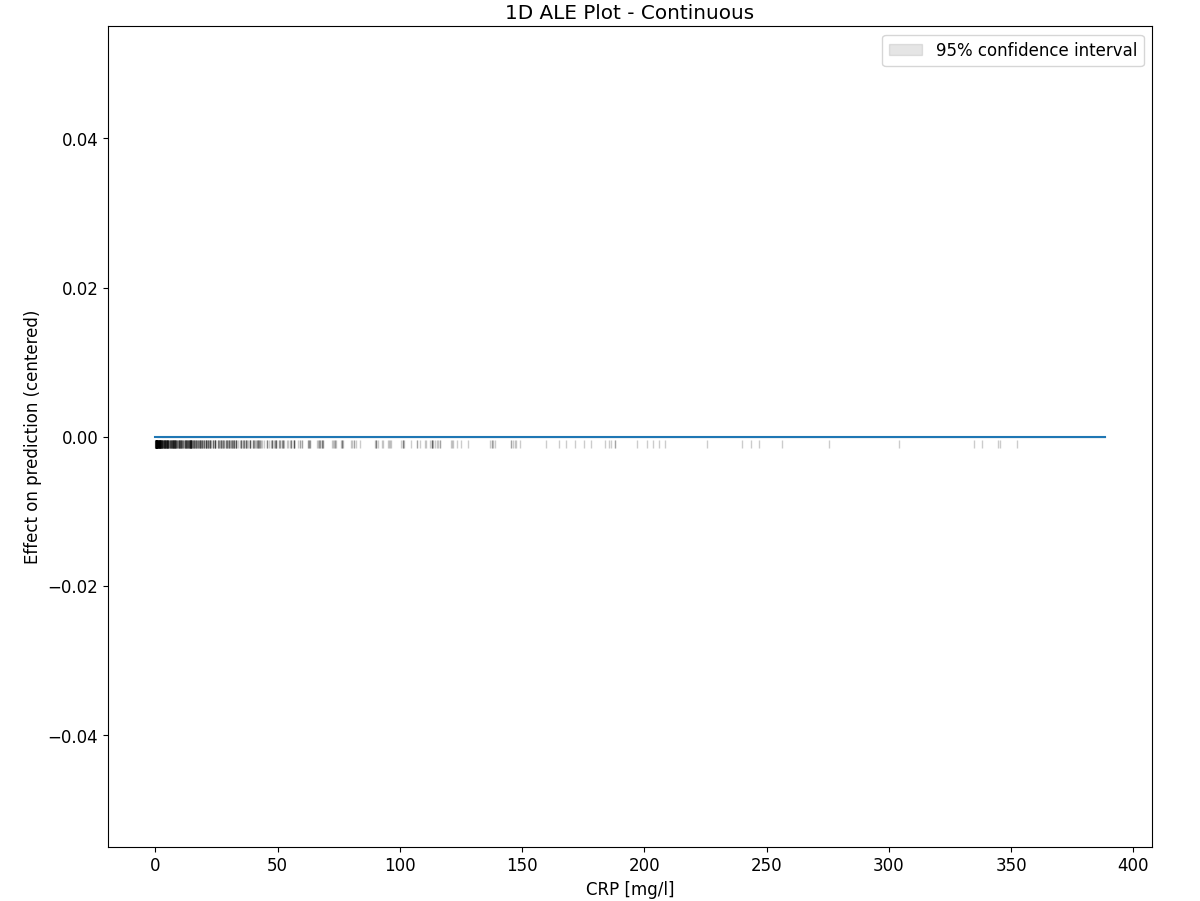 1D ALE Plot - Continuous
95% confidence interval
0.04
0.02
0.00
−0.02
−0.04
Effect on prediction (centered)
0 50 100 150 200 250 300 350 400
CRP [mg/l]